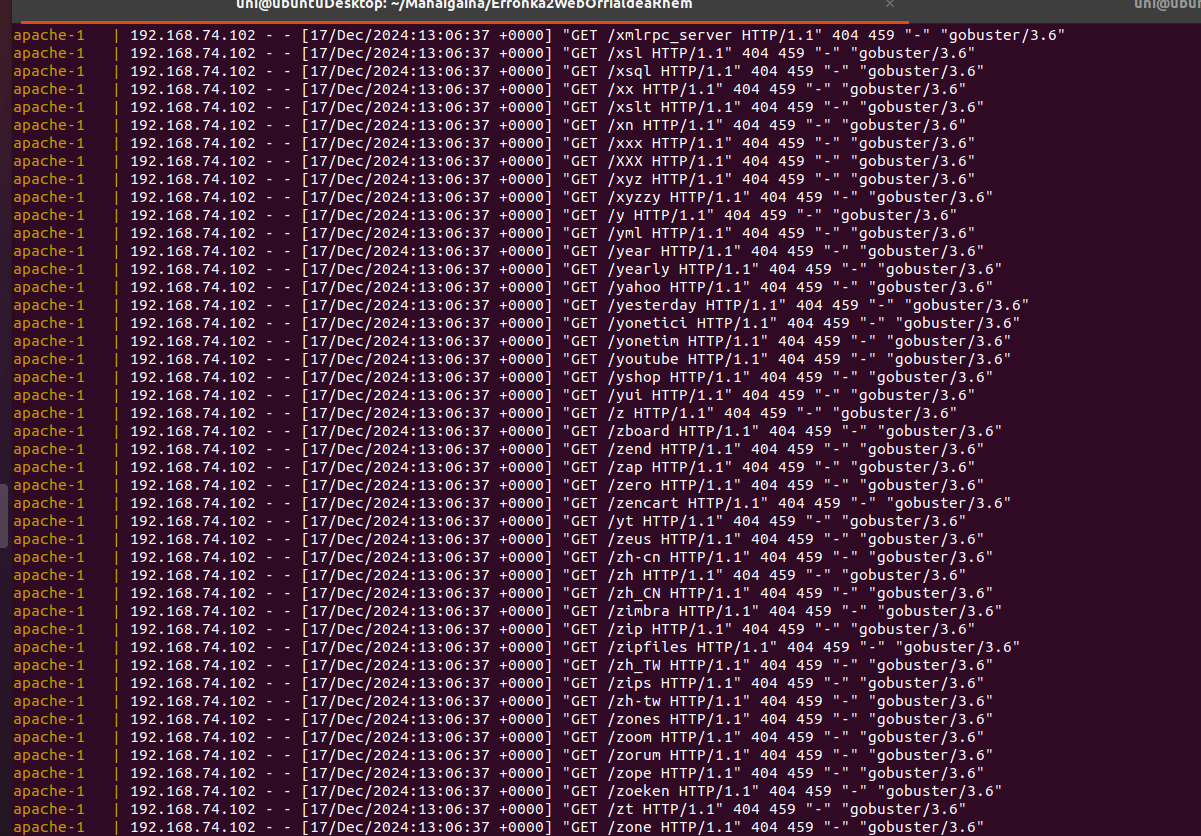 uni@ubuntuDesktop: ~/Mahaigaina/Erronka2WebOrrialdeaRhem × uni@ubun
apache-1 | 192.168.74.102 - - [17/Dec/2024:13:06:37 +0000] "GET /xmlrpc_server HTTP/1.1" 404 459 "-" "gobuster/3.6"
apache-1 | 192.168.74.102 - - [17/Dec/2024:13:06:37 +0000] "GET /xsl HTTP/1.1" 404 459 "-" "gobuster/3.6"
apache-1 | 192.168.74.102 - - [17/Dec/2024:13:06:37 +0000] "GET /xsql HTTP/1.1" 404 459 "-" "gobuster/3.6"
apache-1 | 192.168.74.102 - - [17/Dec/2024:13:06:37 +0000] "GET /xx HTTP/1.1" 404 459 "-" "gobuster/3.6"
apache-1 | 192.168.74.102 - - [17/Dec/2024:13:06:37 +0000] "GET /xslt HTTP/1.1" 404 459 "-" "gobuster/3.6"
apache-1 | 192.168.74.102 - - [17/Dec/2024:13:06:37 +0000] "GET /xn HTTP/1.1" 404 459 "-" "gobuster/3.6"
apache-1 | 192.168.74.102 - - [17/Dec/2024:13:06:37 +0000] "GET /xxx HTTP/1.1" 404 459 "-" "gobuster/3.6"
apache-1 | 192.168.74.102 - - [17/Dec/2024:13:06:37 +0000] "GET /XXX HTTP/1.1" 404 459 "-" "gobuster/3.6"
apache-1 | 192.168.74.102 - - [17/Dec/2024:13:06:37 +0000] "GET /xyz HTTP/1.1" 404 459 "-" "gobuster/3.6"
apache-1 | 192.168.74.102 - - [17/Dec/2024:13:06:37 +0000] "GET /xyzzy HTTP/1.1" 404 459 "-" "gobuster/3.6"
apache-1 | 192.168.74.102 - - [17/Dec/2024:13:06:37 +0000] "GET /y HTTP/1.1" 404 459 "-" "gobuster/3.6"
apache-1 | 192.168.74.102 - - [17/Dec/2024:13:06:37 +0000] "GET /yml HTTP/1.1" 404 459 "-" "gobuster/3.6"
apache-1 | 192.168.74.102 - - [17/Dec/2024:13:06:37 +0000] "GET /year HTTP/1.1" 404 459 "-" "gobuster/3.6"
apache-1 | 192.168.74.102 - - [17/Dec/2024:13:06:37 +0000] "GET /yearly HTTP/1.1" 404 459 "-" "gobuster/3.6"
apache-1 | 192.168.74.102 - - [17/Dec/2024:13:06:37 +0000] "GET /yahoo HTTP/1.1" 404 459 "-" "gobuster/3.6"
apache-1 | 192.168.74.102 - - [17/Dec/2024:13:06:37 +0000] "GET /yesterday HTTP/1.1" 404 459 "-" "gobuster/3.6"
apache-1 | 192.168.74.102 - - [17/Dec/2024:13:06:37 +0000] "GET /yonetici HTTP/1.1" 404 459 "-" "gobuster/3.6"
apache-1 | 192.168.74.102 - - [17/Dec/2024:13:06:37 +0000] "GET /yonetim HTTP/1.1" 404 459 "-" "gobuster/3.6"
apache-1 | 192.168.74.102 - - [17/Dec/2024:13:06:37 +0000] "GET /youtube HTTP/1.1" 404 459 "-" "gobuster/3.6"
apache-1 | 192.168.74.102 - - [17/Dec/2024:13:06:37 +0000] "GET /yshop HTTP/1.1" 404 459 "-" "gobuster/3.6"
apache-1 | 192.168.74.102 - - [17/Dec/2024:13:06:37 +0000] "GET /yui HTTP/1.1" 404 459 "-" "gobuster/3.6"
apache-1 | 192.168.74.102 - - [17/Dec/2024:13:06:37 +0000] "GET /z HTTP/1.1" 404 459 "-" "gobuster/3.6"
apache-1 | 192.168.74.102 - - [17/Dec/2024:13:06:37 +0000] "GET /zboard HTTP/1.1" 404 459 "-" "gobuster/3.6"
apache-1 | 192.168.74.102 - - [17/Dec/2024:13:06:37 +0000] "GET /zend HTTP/1.1" 404 459 "-" "gobuster/3.6"
apache-1 | 192.168.74.102 - - [17/Dec/2024:13:06:37 +0000] "GET /zap HTTP/1.1" 404 459 "-" "gobuster/3.6"
apache-1 | 192.168.74.102 - - [17/Dec/2024:13:06:37 +0000] "GET /zero HTTP/1.1" 404 459 "-" "gobuster/3.6"
apache-1 | 192.168.74.102 - - [17/Dec/2024:13:06:37 +0000] "GET /zencart HTTP/1.1" 404 459 "-" "gobuster/3.6"
apache-1 | 192.168.74.102 - - [17/Dec/2024:13:06:37 +0000] "GET /yt HTTP/1.1" 404 459 "-" "gobuster/3.6"
apache-1 | 192.168.74.102 - - [17/Dec/2024:13:06:37 +0000] "GET /zeus HTTP/1.1" 404 459 "-" "gobuster/3.6"
apache-1 | 192.168.74.102 - - [17/Dec/2024:13:06:37 +0000] "GET /zh-cn HTTP/1.1" 404 459 "-" "gobuster/3.6"
apache-1 | 192.168.74.102 - - [17/Dec/2024:13:06:37 +0000] "GET /zh HTTP/1.1" 404 459 "-" "gobuster/3.6"
apache-1 | 192.168.74.102 - - [17/Dec/2024:13:06:37 +0000] "GET /zh_CN HTTP/1.1" 404 459 "-" "gobuster/3.6"
apache-1 | 192.168.74.102 - - [17/Dec/2024:13:06:37 +0000] "GET /zimbra HTTP/1.1" 404 459 "-" "gobuster/3.6"
apache-1 | 192.168.74.102 - - [17/Dec/2024:13:06:37 +0000] "GET /zip HTTP/1.1" 404 459 "-" "gobuster/3.6"
apache-1 | 192.168.74.102 - - [17/Dec/2024:13:06:37 +0000] "GET /zipfiles HTTP/1.1" 404 459 "-" "gobuster/3.6"
apache-1 | 192.168.74.102 - - [17/Dec/2024:13:06:37 +0000] "GET /zh_TW HTTP/1.1" 404 459 "-" "gobuster/3.6"
apache-1 | 192.168.74.102 - - [17/Dec/2024:13:06:37 +0000] "GET /zips HTTP/1.1" 404 459 "-" "gobuster/3.6"
apache-1 | 192.168.74.102 - - [17/Dec/2024:13:06:37 +0000] "GET /zh-tw HTTP/1.1" 404 459 "-" "gobuster/3.6"
apache-1 | 192.168.74.102 - - [17/Dec/2024:13:06:37 +0000] "GET /zones HTTP/1.1" 404 459 "-" "gobuster/3.6"
apache-1 | 192.168.74.102 - - [17/Dec/2024:13:06:37 +0000] "GET /zoom HTTP/1.1" 404 459 "-" "gobuster/3.6"
apache-1 | 192.168.74.102 - - [17/Dec/2024:13:06:37 +0000] "GET /zorum HTTP/1.1" 404 459 "-" "gobuster/3.6"
apache-1 | 192.168.74.102 - - [17/Dec/2024:13:06:37 +0000] "GET /zope HTTP/1.1" 404 459 "-" "gobuster/3.6"
apache-1 | 192.168.74.102 - - [17/Dec/2024:13:06:37 +0000] "GET /zoeken HTTP/1.1" 404 459 "-" "gobuster/3.6"
apache-1 | 192.168.74.102 - - [17/Dec/2024:13:06:37 +0000] "GET /zt HTTP/1.1" 404 459 "-" "gobuster/3.6"
apache-1 | 192.168.74.102 - - [17/Dec/2024:13:06:37 +0000] "GET /zone HTTP/1.1" 404 459 "-" "gobuster/3.6"